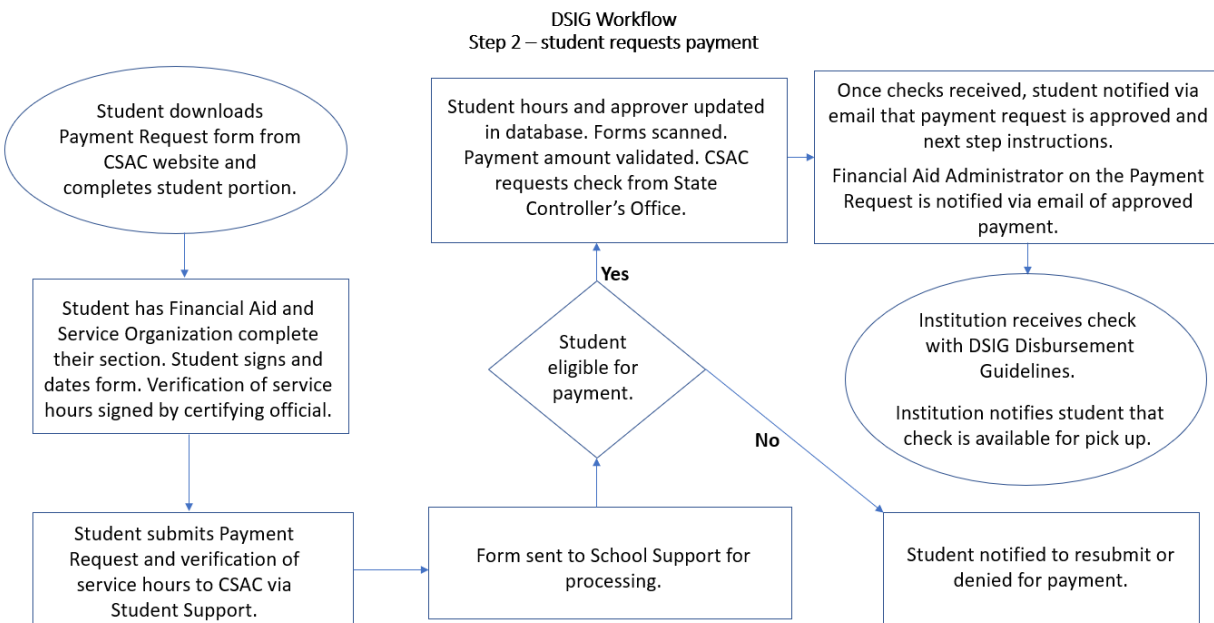 DSIG Workflow
Step 2 – student requests payment
Student downloads
Payment Request form from
CSAC website and
completes student portion.
Student has Financial Aid and
Service Organization complete
their section. Student signs and
dates form. Verification of service
hours signed by certifying official.
Student submits Payment
Request and verification of
service hours to CSAC via
Student Support.
Form sent to School Support for
processing.
Student
eligible for
payment.
Yes
No
Student hours and approver updated
in database. Forms scanned.
Payment amount validated. CSAC
requests check from State
Controller’s Office.
Once checks received, student notified via
email that payment request is approved and
next step instructions.
Financial Aid Administrator on the Payment
Request is notified via email of approved
payment.
Institution receives check
with DSIG Disbursement
Guidelines.
Institution notifies student that
check is available for pick up.
Student notified to resubmit or
denied for payment.